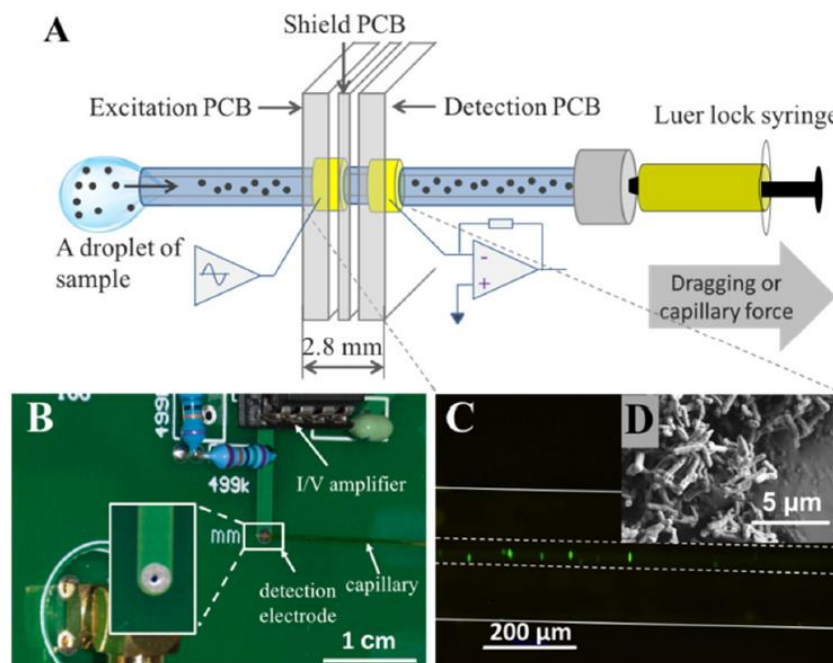 A
Shield PCB
Excitation PCB
Detection PCB
Luer lock syringe
A droplet of
sample
-
+
Dragging or
capillary force
2.8 mm
B
499k
I/V amplifier
mm
detection
electrode
capillary
1 cm
C
200 μm
D
5 μm